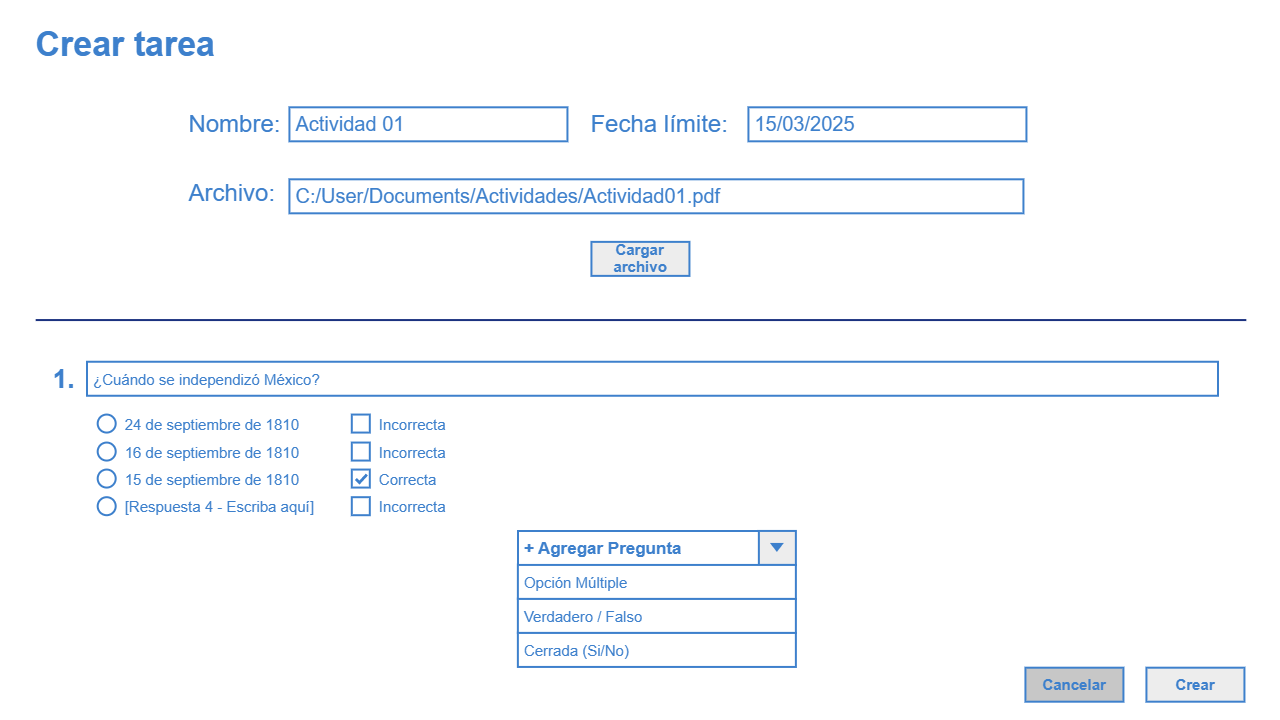 Crear tarea
Nombre: Actividad 01 Fecha límite: 15/03/2025
Archivo: C:/User/Documents/Actividades/Actividad01.pdf
Cargar
archivo
1. ¿Cuándo se independizó México?
24 de septiembre de 1810 Incorrecta
16 de septiembre de 1810 Incorrecta
15 de septiembre de 1810 Correcta
[Respuesta 4 - Escriba aquí] Incorrecta
+ Agregar Pregunta
Opción Múltiple
Verdadero / Falso
Cerrada (Si/No)
Cancelar Crear